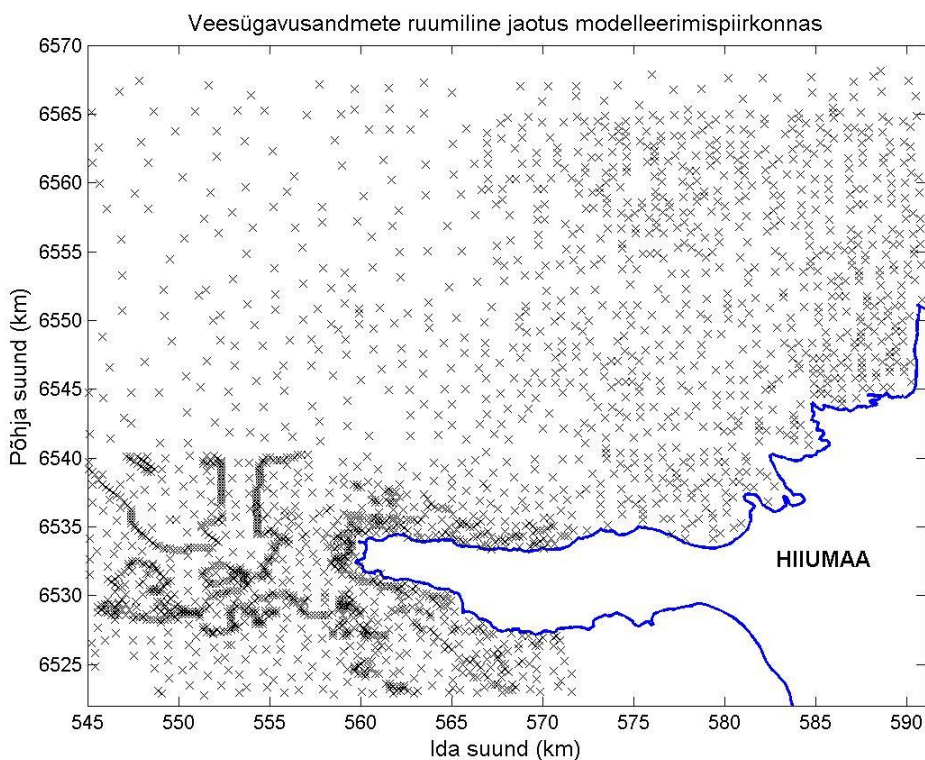 Veesügavusandmete ruumiline jaotus modelleerimispiirkonnas
6570
6565
6560
6555
6550
6545
6540
6535
6530
6525
Põhja suund (km)
HIIUMAA
545 550 555 560 565 570 575 580 585 590
Ida suund (km)